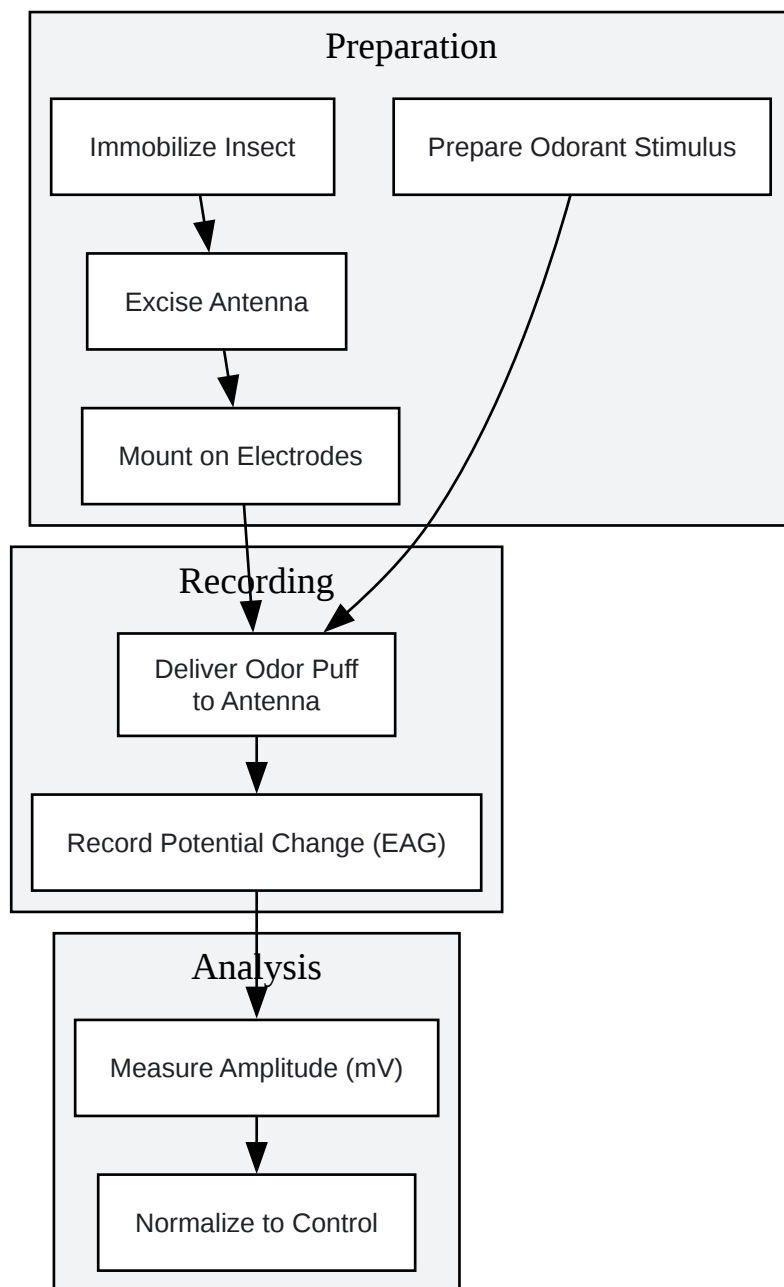 Preparation
Immobilize Insect
Prepare Odorant Stimulus
Excise Antenna
Mount on Electrodes
Recording
Deliver Odor Puff
to Antenna
Record Potential Change (EAG)
Analysis
Measure Amplitude (mV)
Normalize to Control